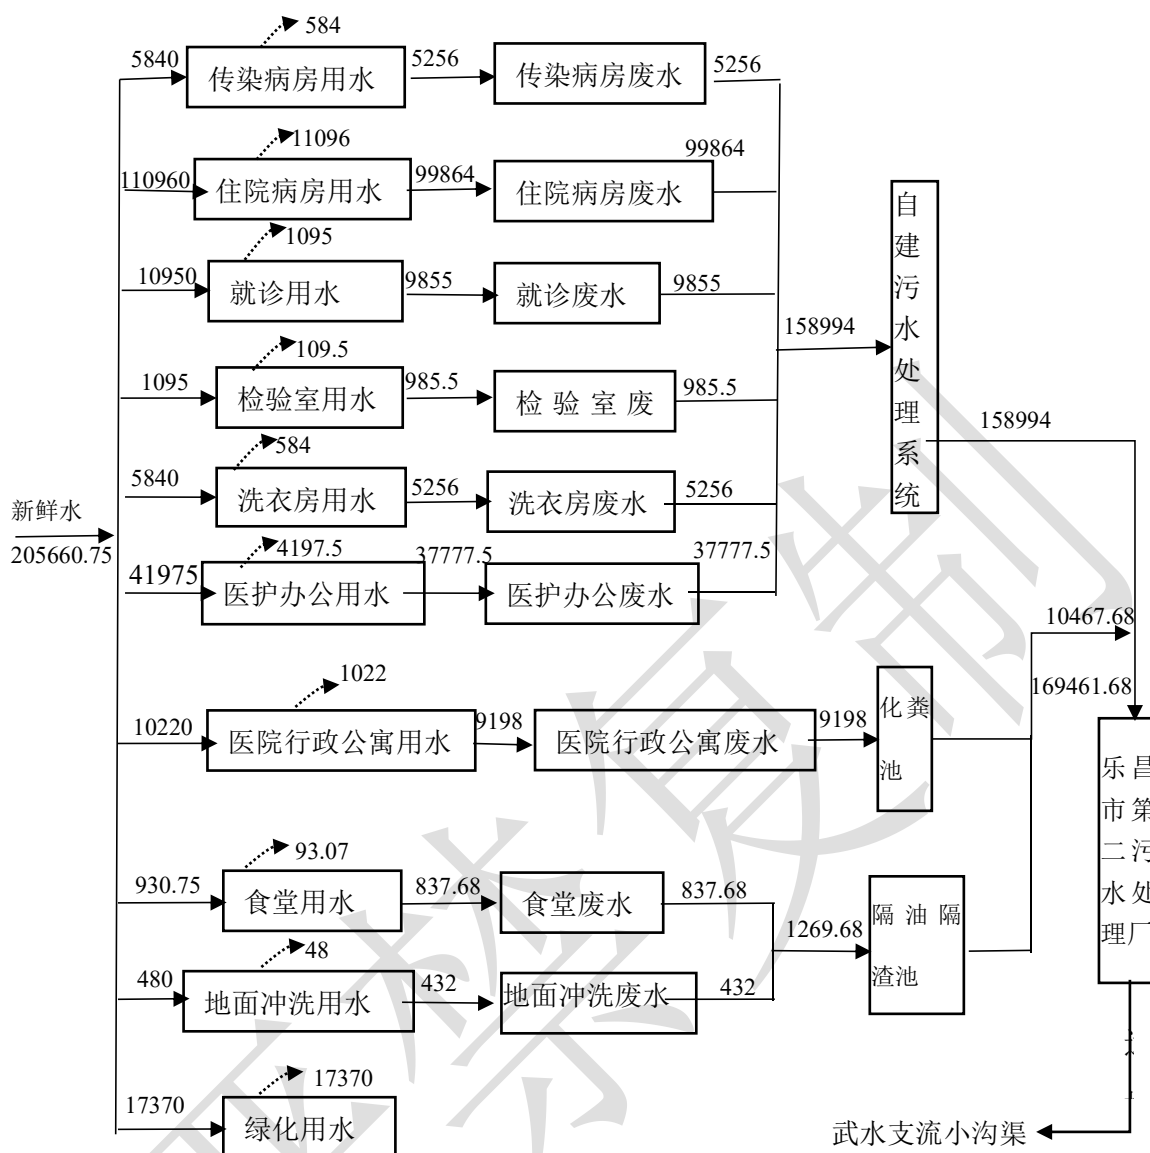 584
5840
传染病房用水
5256
传染病房废水
5256
11096
110960
住院病房用水
99864
住院病房废水
99864
1095
10950
就诊用水
9855
就诊废水
9855
109.5
1095
检验室用水
985.5
检验室废
985.5
584
5840
洗衣房用水
5256
洗衣房废水
5256
新鲜水
205660.75
4197.5
41975
医护办公用水
37777.5
医护办公废水
37777.5
158994
自建污水处理系统
158994
1022
10220
医院行政公寓用水
9198
医院行政公寓废水
9198
化粪
池
10467.68
169461.68
93.07
930.75
食堂用水
837.68
食堂废水
837.68
48
480
地面冲洗用水
432
地面冲洗废水
432
1269.68
隔油隔
渣池
乐昌
市第
二污
水处
理厂
17370
17370
绿化用水
武水支流小沟渠
严禁复制